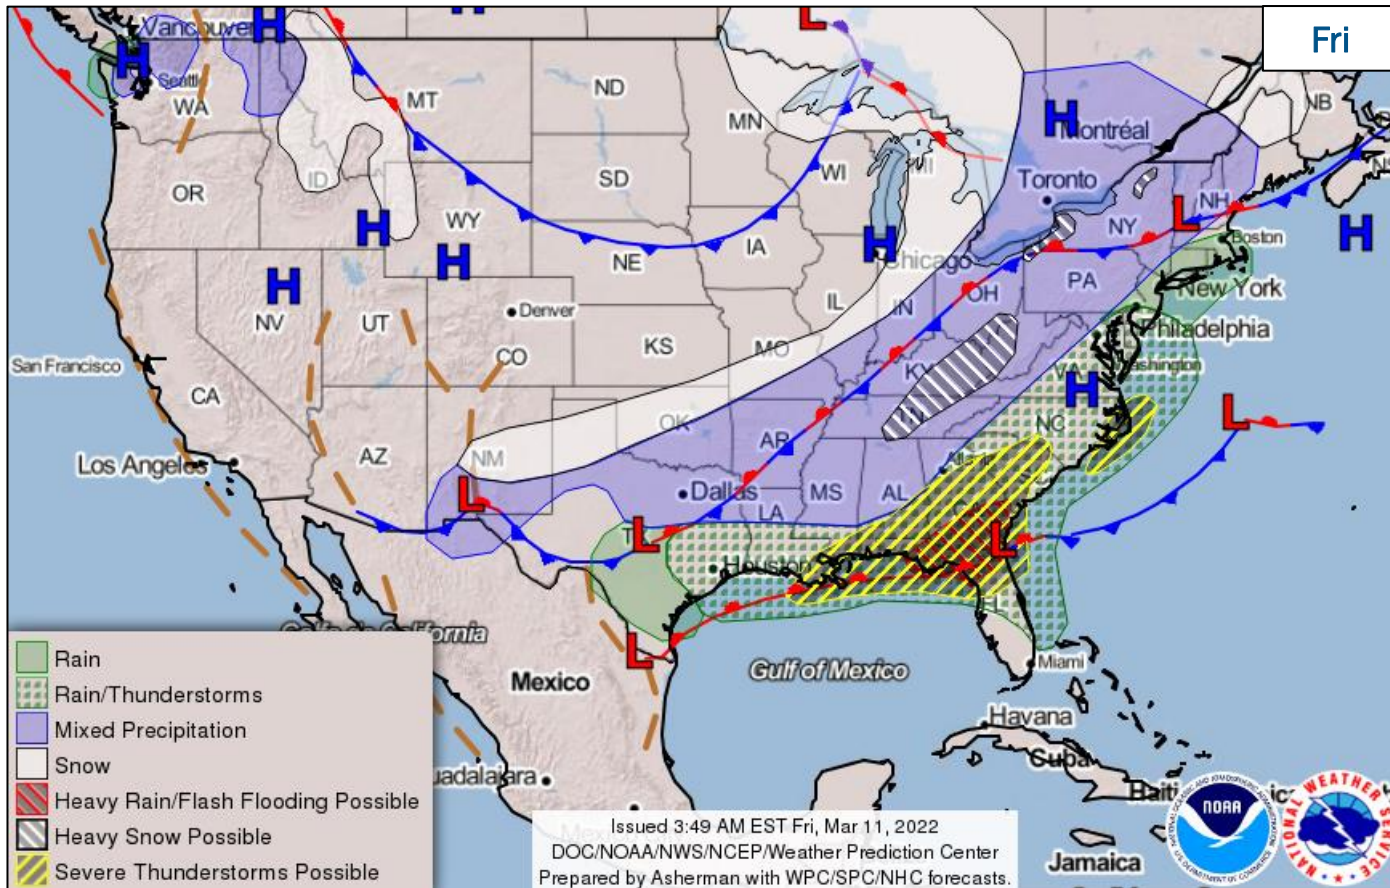 Fri
Vancouver
H
H
L
H
Seattle
WA
MT
ND
MN
Montréal
H
NB
OR
ID
SD
WI
MI
Toronto
WY
NY
NH
L
H
H
H
H
Boston
NE
IA
Chicago
H
NV
UT
Denver
IL
IN
OH
PA
New York
San Francisco
CO
KS
MO
KY
Philadelphia
Washington
VA
H
CA
OK
AR
NC
L
Los Angeles
AZ
NM
L
Dallas
MS
AL
LA
L
Houston
L
FL
L
Mexico
Gulf of Mexico
Miami
Havana
Cuba
Jamaica
Rain
Rain/Thunderstorms
Mixed Precipitation
Snow
Heavy Rain/Flash Flooding Possible
Heavy Snow Possible
Severe Thunderstorms Possible
Issued 3:49 AM EST Fri, Mar 11, 2022
DOC/NOAA/NWS/NCEP/Weather Prediction Center
Prepared by Asherman with WPC/SPC/NHC forecasts.
NOAA
NATIONAL WEATHER SERVICE